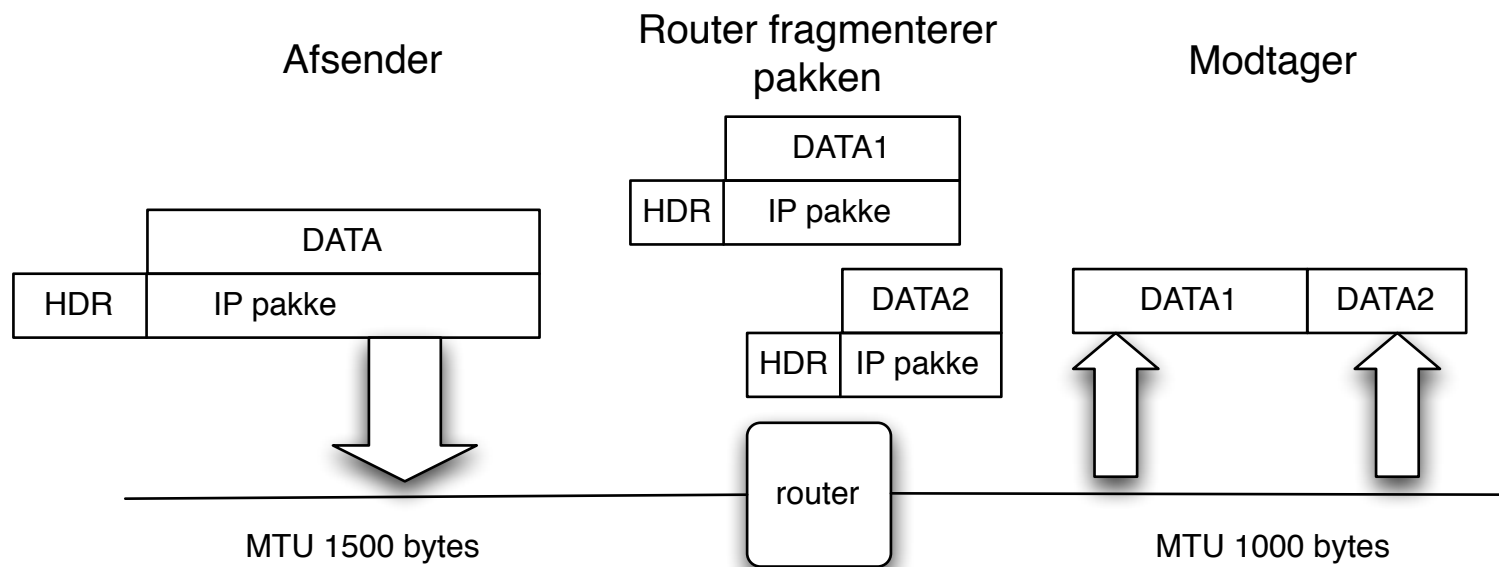 Afsender
Router fragmenterer
pakken
Modtager
DATA
HDR
IP pakke
DATA1
HDR
IP pakke
DATA2
HDR
IP pakke
DATA1
DATA2
router
MTU 1500 bytes
MTU 1000 bytes